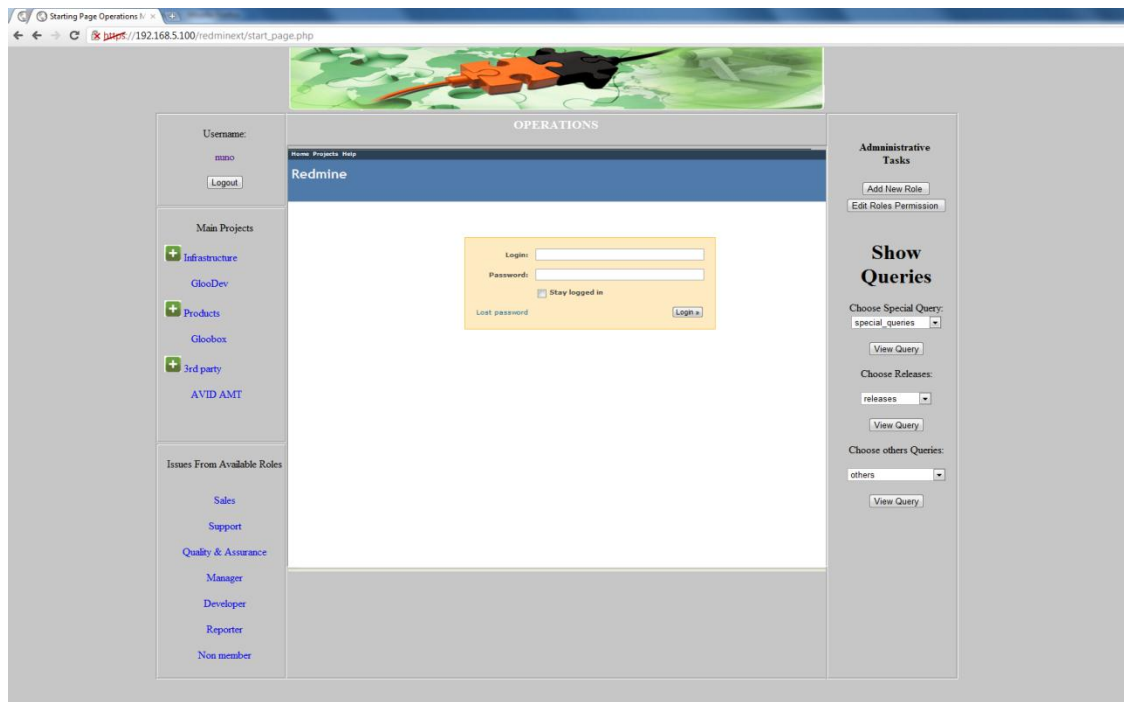 Starting Page Operations M
https://192.168.5.100/redminext/start_page.php
Username:
nuno
Logout
Main Projects
Infrastructure
GlooDev
Products
Gloobox
3rd party
AVID AMT
Issues From Available Roles
Sales
Support
Quality & Assurance
Manager
Developer
Reporter
Non member
OPERATIONS
Home Projects Help
Redmine
Login:
Password:
Stay logged in
Lost password
Login »
Administrative
Tasks
Add New Role
Edit Roles Permission
Show
Queries
Choose Special Query:
special_queries
View Query
Choose Releases:
releases
View Query
Choose others Queries:
others
View Query